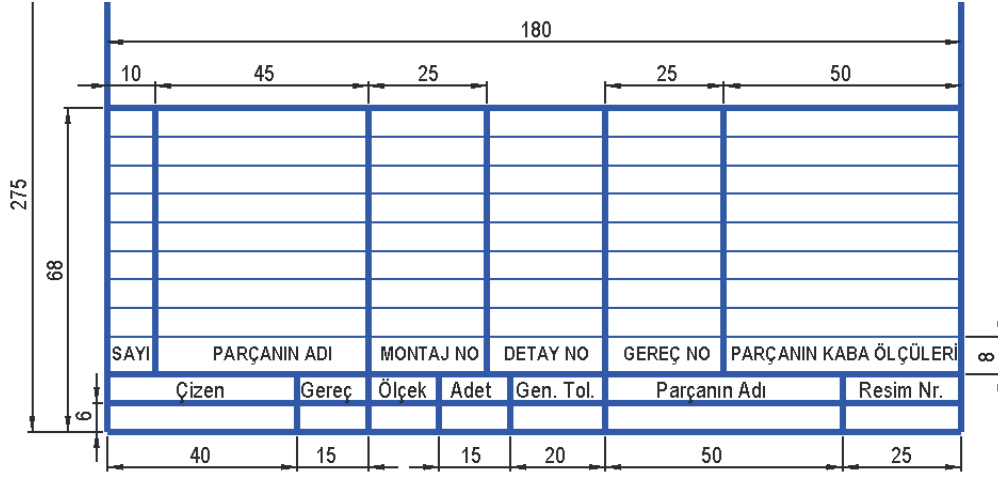 180
10 45 25 25 50
275
68
SAYI PARÇANIN ADI MONTAJ NO DETAY NO GEREÇ NO PARÇANIN KABA ÖLÇÜLERİ 8
Çizen Gereç Ölçek Adet Gen. Tol. Parçanın Adı Resim Nr.
6
40 15 15 20 50 25